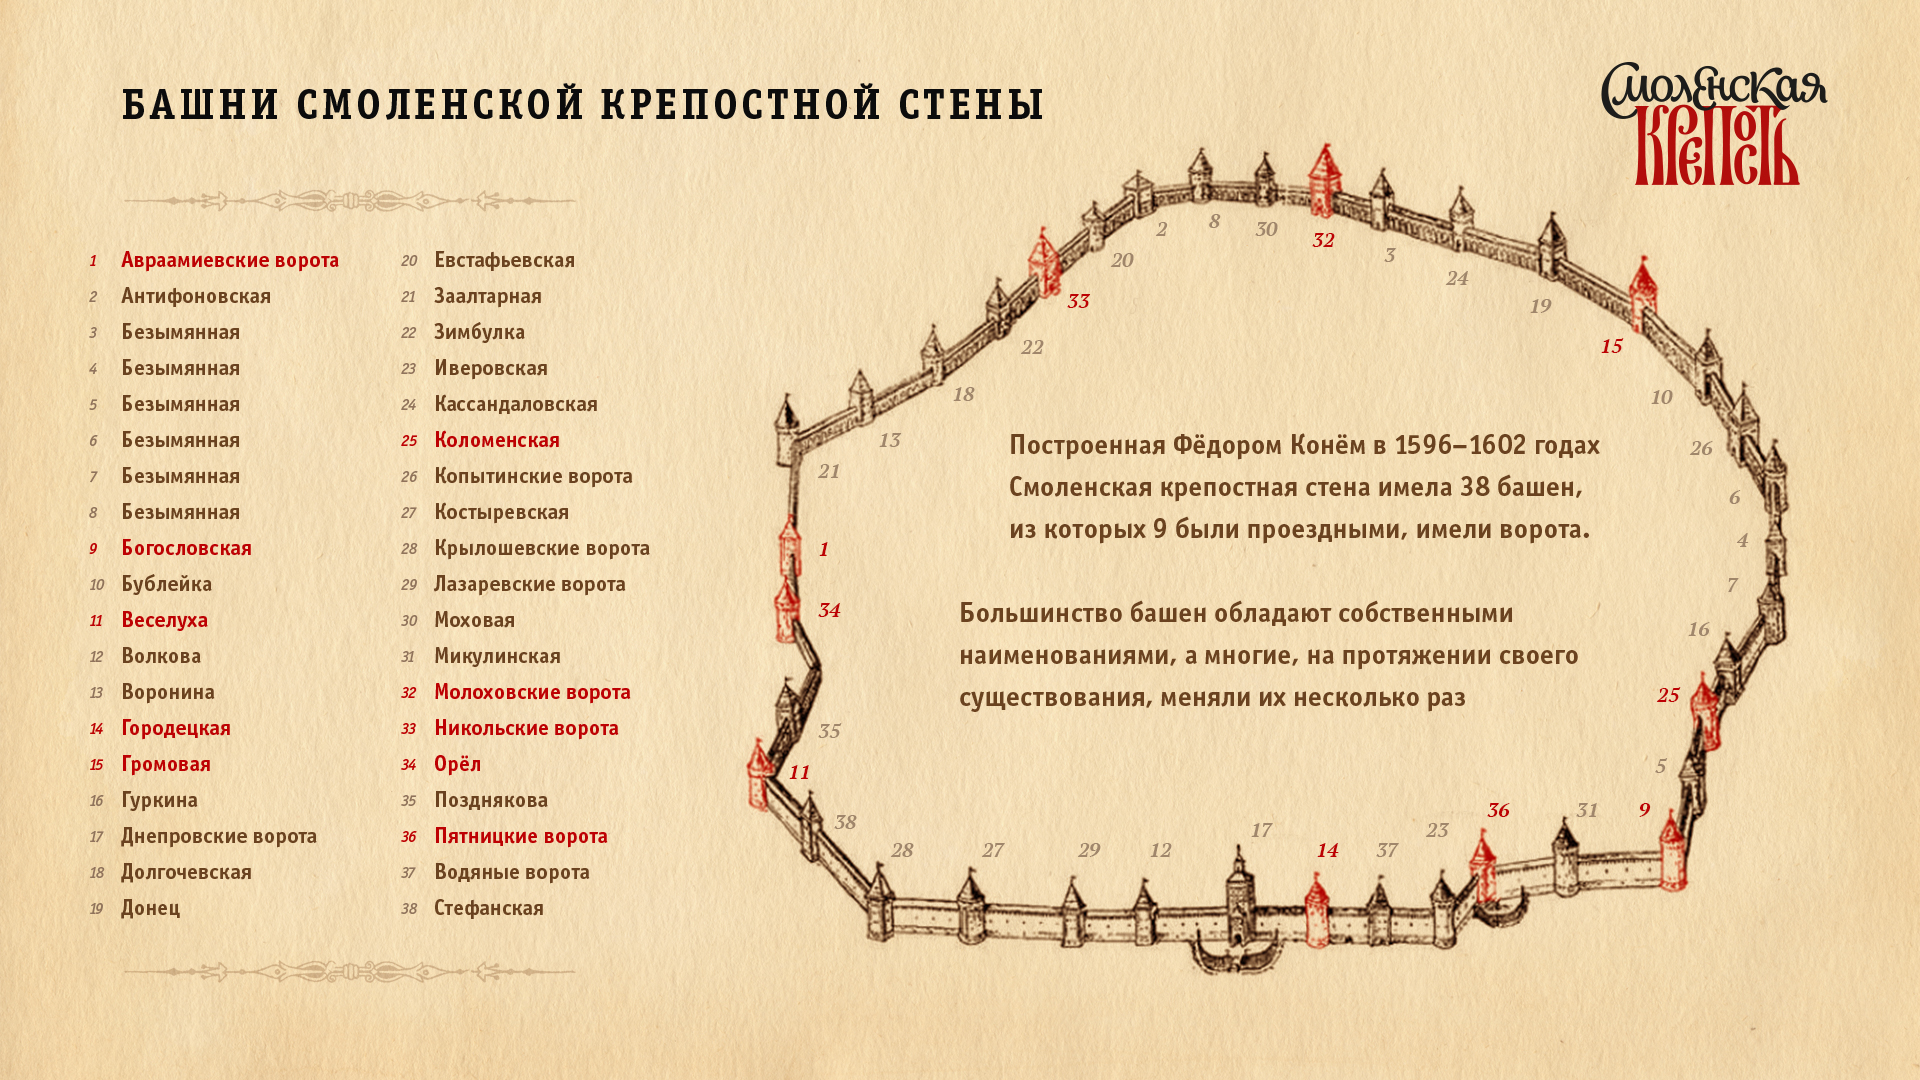 БАШНИ СМОЛЕНСКОЙ КРЕПОСТНОЙ СТЕНЫ
Смоленская
КРЕПОСТЬ
1 Авраамиевские ворота
2 Антифоновская
3 Безымянная
4 Безымянная
5 Безымянная
6 Безымянная
7 Безымянная
8 Безымянная
9 Богословская
10 Бублейка
11 Веселуха
12 Волкова
13 Воронина
14 Городецкая
15 Громовая
16 Гуркина
17 Днепровские ворота
18 Долгочевская
19 Донец
20 Евстафьевская
21 Заалтарная
22 Зимбулка
23 Иверовская
24 Кассандаловская
25 Коломенская
26 Копытинские ворота
27 Костыревская
28 Крылошевские ворота
29 Лазаревские ворота
30 Моховая
31 Микулинская
32 Молоховские ворота
33 Никольские ворота
34 Орёл
35 Позднякова
36 Пятницкие ворота
37 Водяные ворота
38 Стефанская
2
8
30
32
3
20
24
33
19
22
15
18
10
13
26
21
6
4
1
7
34
16
25
35
5
11
38
36
31
9
28
27
29
12
17
14
37
23
Построенная Фёдором Конём в 1596–1602 годах
Смоленская крепостная стена имела 38 башен,
из которых 9 были проездными, имели ворота.
Большинство башен обладают собственными
наименованиями, а многие, на протяжении своего
существования, меняли их несколько раз